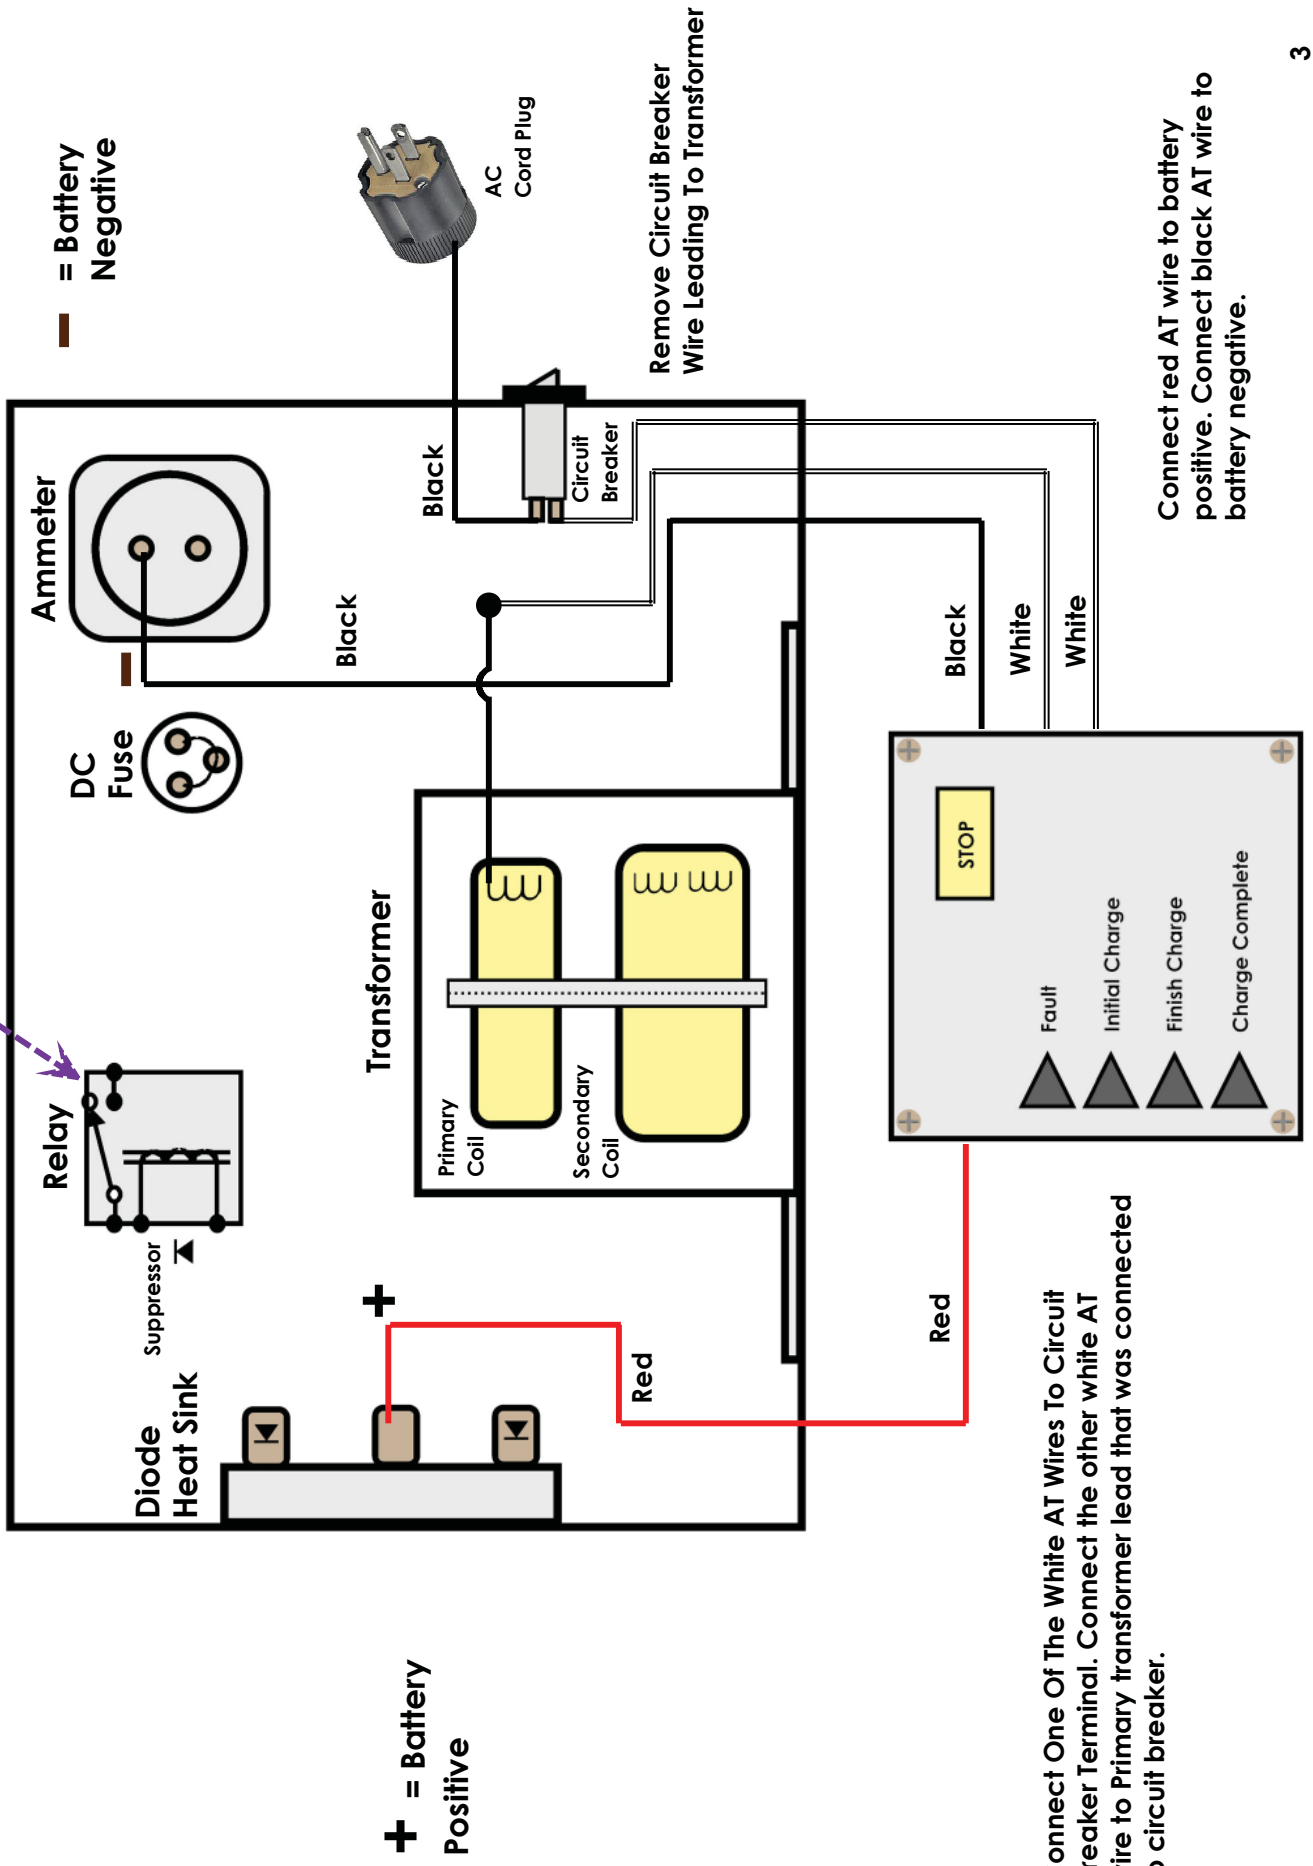 + = Battery
Positive
Diode
Heat Sink
Suppressor
Relay
+
Red
Transformer
Primary
Coil
Secondary
Coil
DC
Fuse
Ammeter
Black
Black
Circuit
Breaker
= Battery
Negative
AC
Cord Plug
Remove Circuit Breaker
Wire Leading To Transformer
Red
Black
White
White
STOP
Fault
Initial Charge
Finish Charge
Charge Complete
onnect One Of The White AT Wires To Circuit
reaker Terminal. Connect the other white AT
ire to Primary transformer lead that was connected
o circuit breaker.
Connect red AT wire to battery
positive. Connect black AT wire to
battery negative.
3